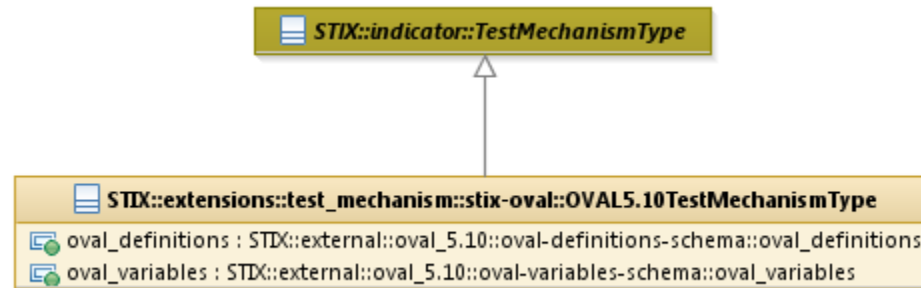 STIX::indicator::TestMechanismType
STIX::extensions::test_mechanism::stix-oval::OVAL5.10TestMechanismType
oval_definitions : STIX::external::oval_5.10::oval-definitions-schema::oval_definitions
oval_variables : STIX::external::oval_5.10::oval-variables-schema::oval_variables